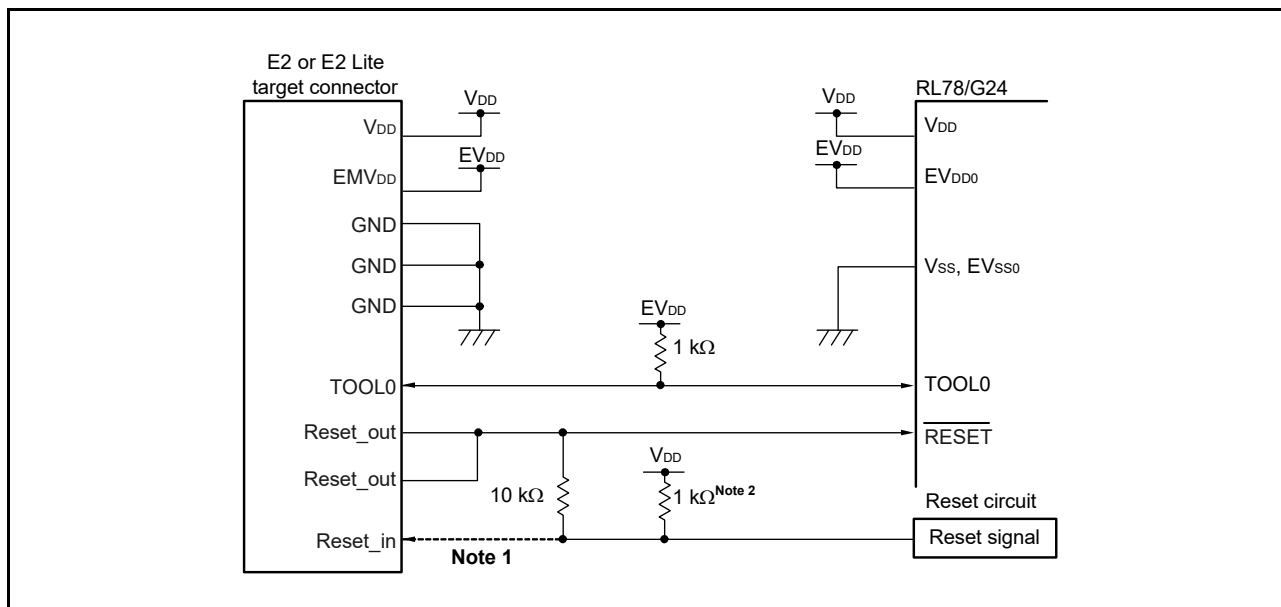 E2 or E2 Lite
target connector
RL78/G24
VDD
VDD
VDD
VDD
EVDD
EVDD
EMVDD
EVDD0
GND
GND
VSS, EVSS0
GND
EVDD
1 kΩ
TOOL0
TOOL0
Reset_out
RESET
VDD
Reset_out
10 kΩ
1 kΩNote 2
Reset circuit
Reset_in
Note 1
Reset signal